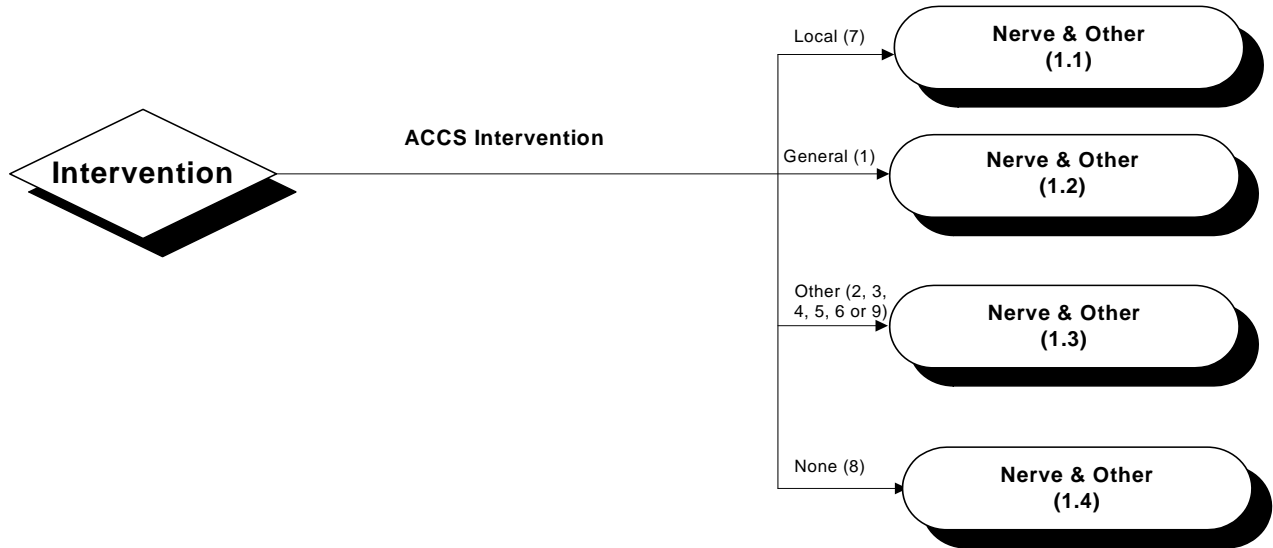 Intervention
ACCS Intervention
Local (7)
Nerve & Other
(1.1)
General (1)
Nerve & Other
(1.2)
Other (2, 3,
4, 5, 6 or 9)
Nerve & Other
(1.3)
None (8)
Nerve & Other
(1.4)